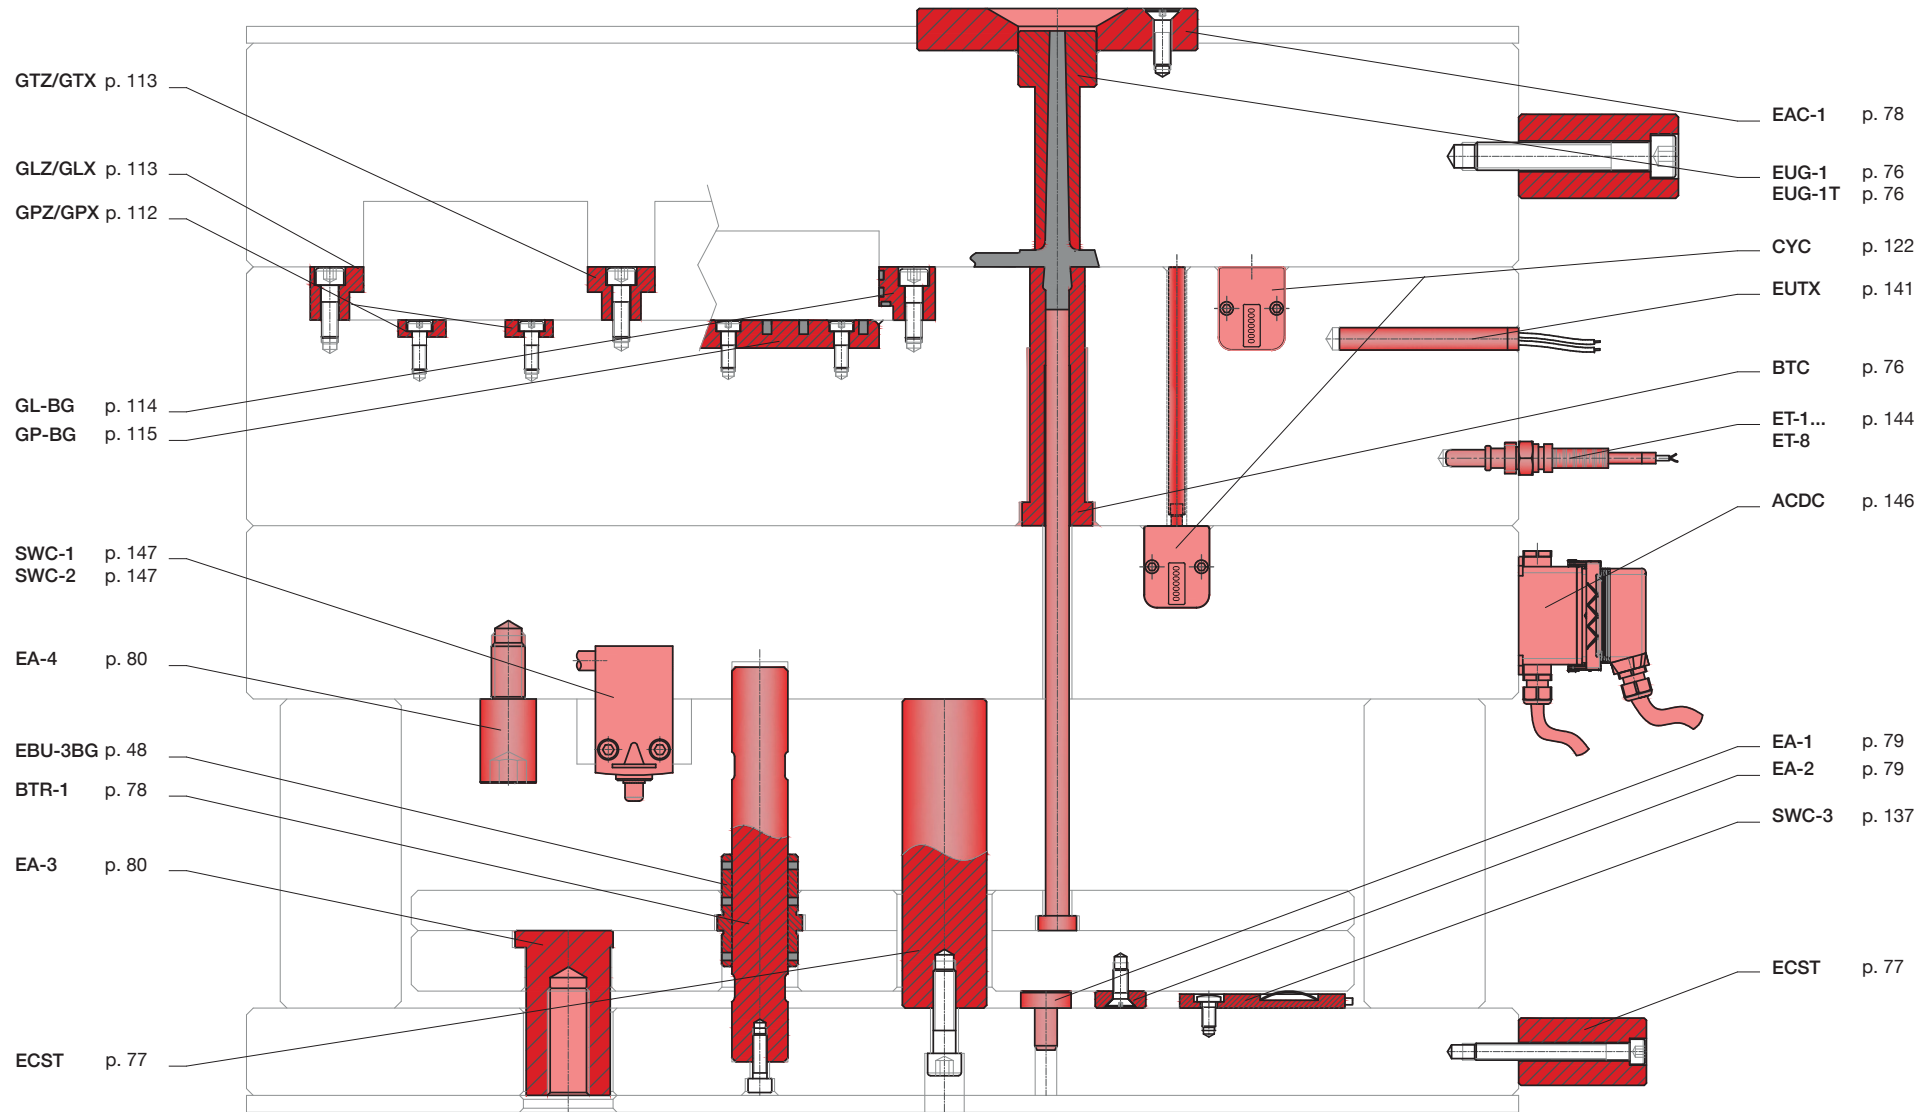 GTZ/GTX p. 113
GLZ/GLX p. 113
GPZ/GPX p. 112
GL-BG p. 114
GP-BG p. 115
SWC-1 p. 147
SWC-2 p. 147
EA-4 p. 80
EBU-3BG p. 48
BTR-1 p. 78
EA-3 p. 80
ECST p. 77
0000000
0000000
EAC-1 p. 78
EUG-1 p. 76
EUG-1T p. 76
CYC p. 122
EUTX p. 141
BTC p. 76
ET-1... p. 144
ET-8
ACDC p. 146
EA-1 p. 79
EA-2 p. 79
SWC-3 p. 137
ECST p. 77